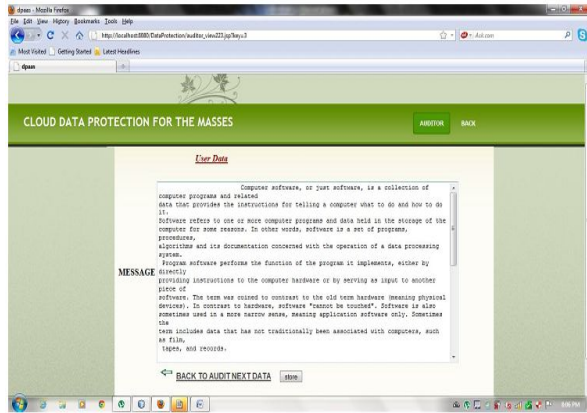 dpaas - Mozilla Firefox
File Edit View History Bookmarks Tools Help
http://localhost:8080/DataProtection/auditor_view223.jsp?key=3
Ask.com
Most Visited Getting Started Latest Headlines
dpaas
CLOUD DATA PROTECTION FOR THE MASSES
AUDITOR BACK
User Data
MESSAGE
Computer software, or just software, is a collection of
computer programs and related
data that provides the instructions for telling a computer what to do and how to do
it.
Software refers to one or more computer programs and data held in the storage of the
computer for some reasons. In other words, software is a set of programs,
procedures,
algorithms and its documentation concerned with the operation of a data processing
system.
Program software performs the function of the program it implements, either by
directly
providing instructions to the computer hardware or by serving as input to another
piece of
software. The term was coined to contrast to the old term hardware (meaning physical
devices). In contrast to hardware, software "cannot be touched". Software is also
sometimes used in a more narrow sense, meaning application software only. Sometimes
the
term includes data that has not traditionally been associated with computers, such
as film,
tapes, and records.
BACK TO AUDIT NEXT DATA store